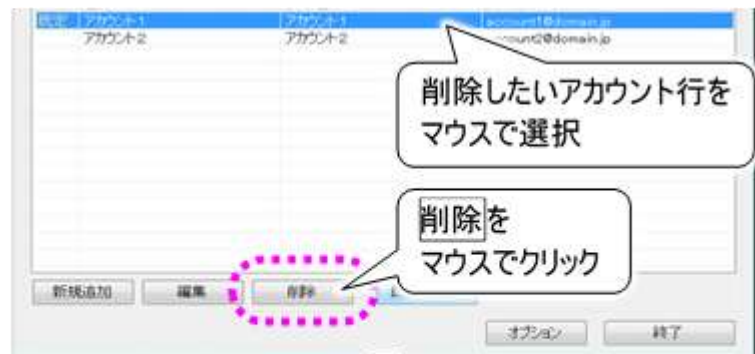 既定 アカウント1 アカウント1 account1@domain.jp
アカウント2 アカウント2 ount2@domain.jp
削除したいアカウント行を
マウスで選択
削除を
マウスでクリック
新規追加 編集 削除
オプション 終了